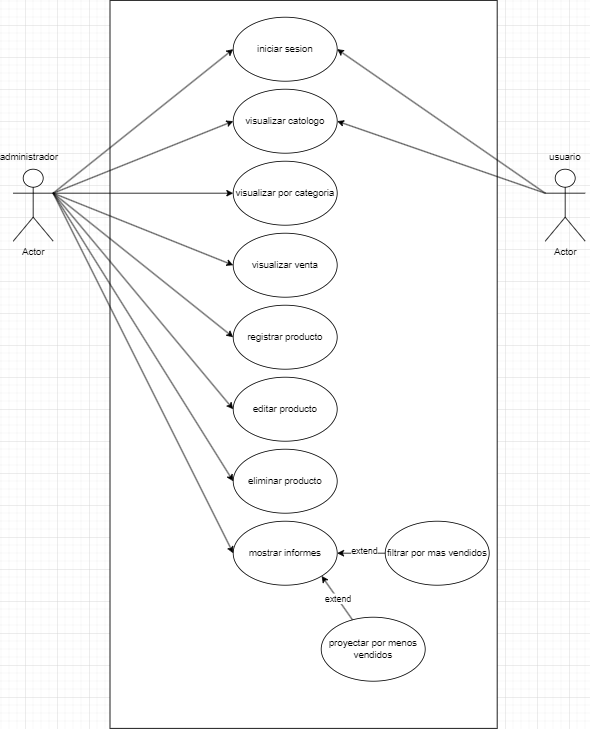 iniciar sesion
visualizar catologo
administrador
usuario
visualizar por categoria
Actor
Actor
visualizar venta
registrar producto
editar producto
eliminar producto
mostrar informes
extend
filtrar por mas vendidos
extend
proyectar por menos
vendidos